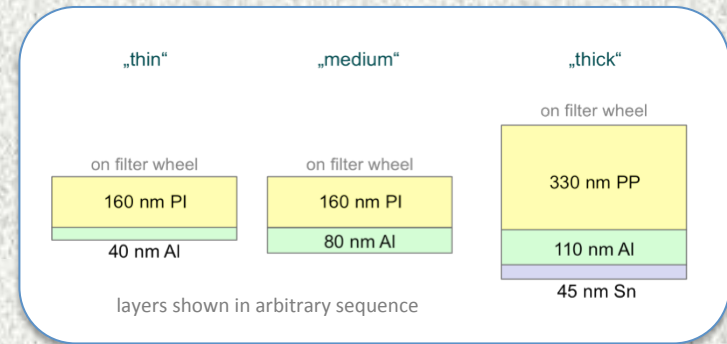 „thin“
„medium“
„thick“
on filter wheel
160 nm PI
40 nm Al
on filter wheel
160 nm PI
80 nm Al
on filter wheel
330 nm PP
110 nm Al
45 nm Sn
layers shown in arbitrary sequence